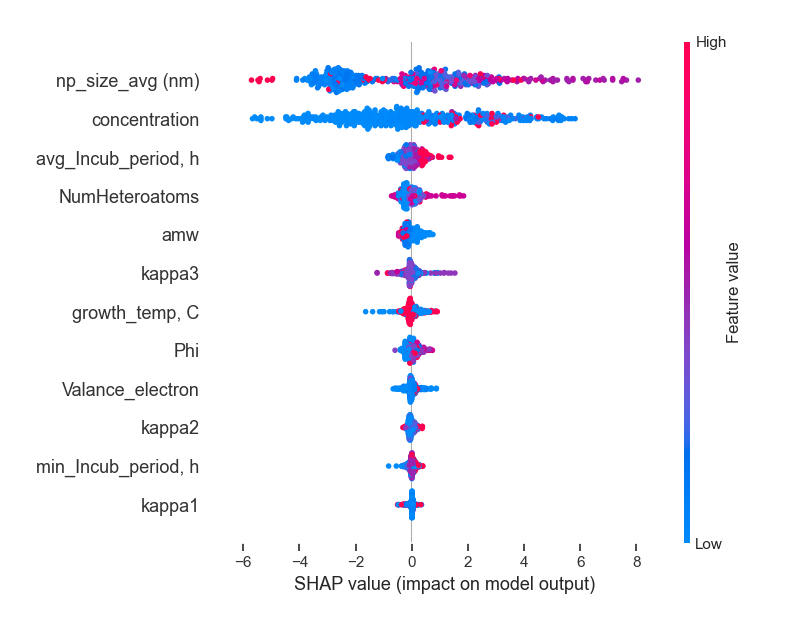 High
np_size_avg (nm)
concentration
avg_Incub_period, h
NumHeteroatoms
amw
kappa3
growth_temp, C
Phi
Valance_electron
kappa2
min_Incub_period, h
kappa1
Feature value
Low
−6 −4 −2 0 2 4 6 8
SHAP value (impact on model output)